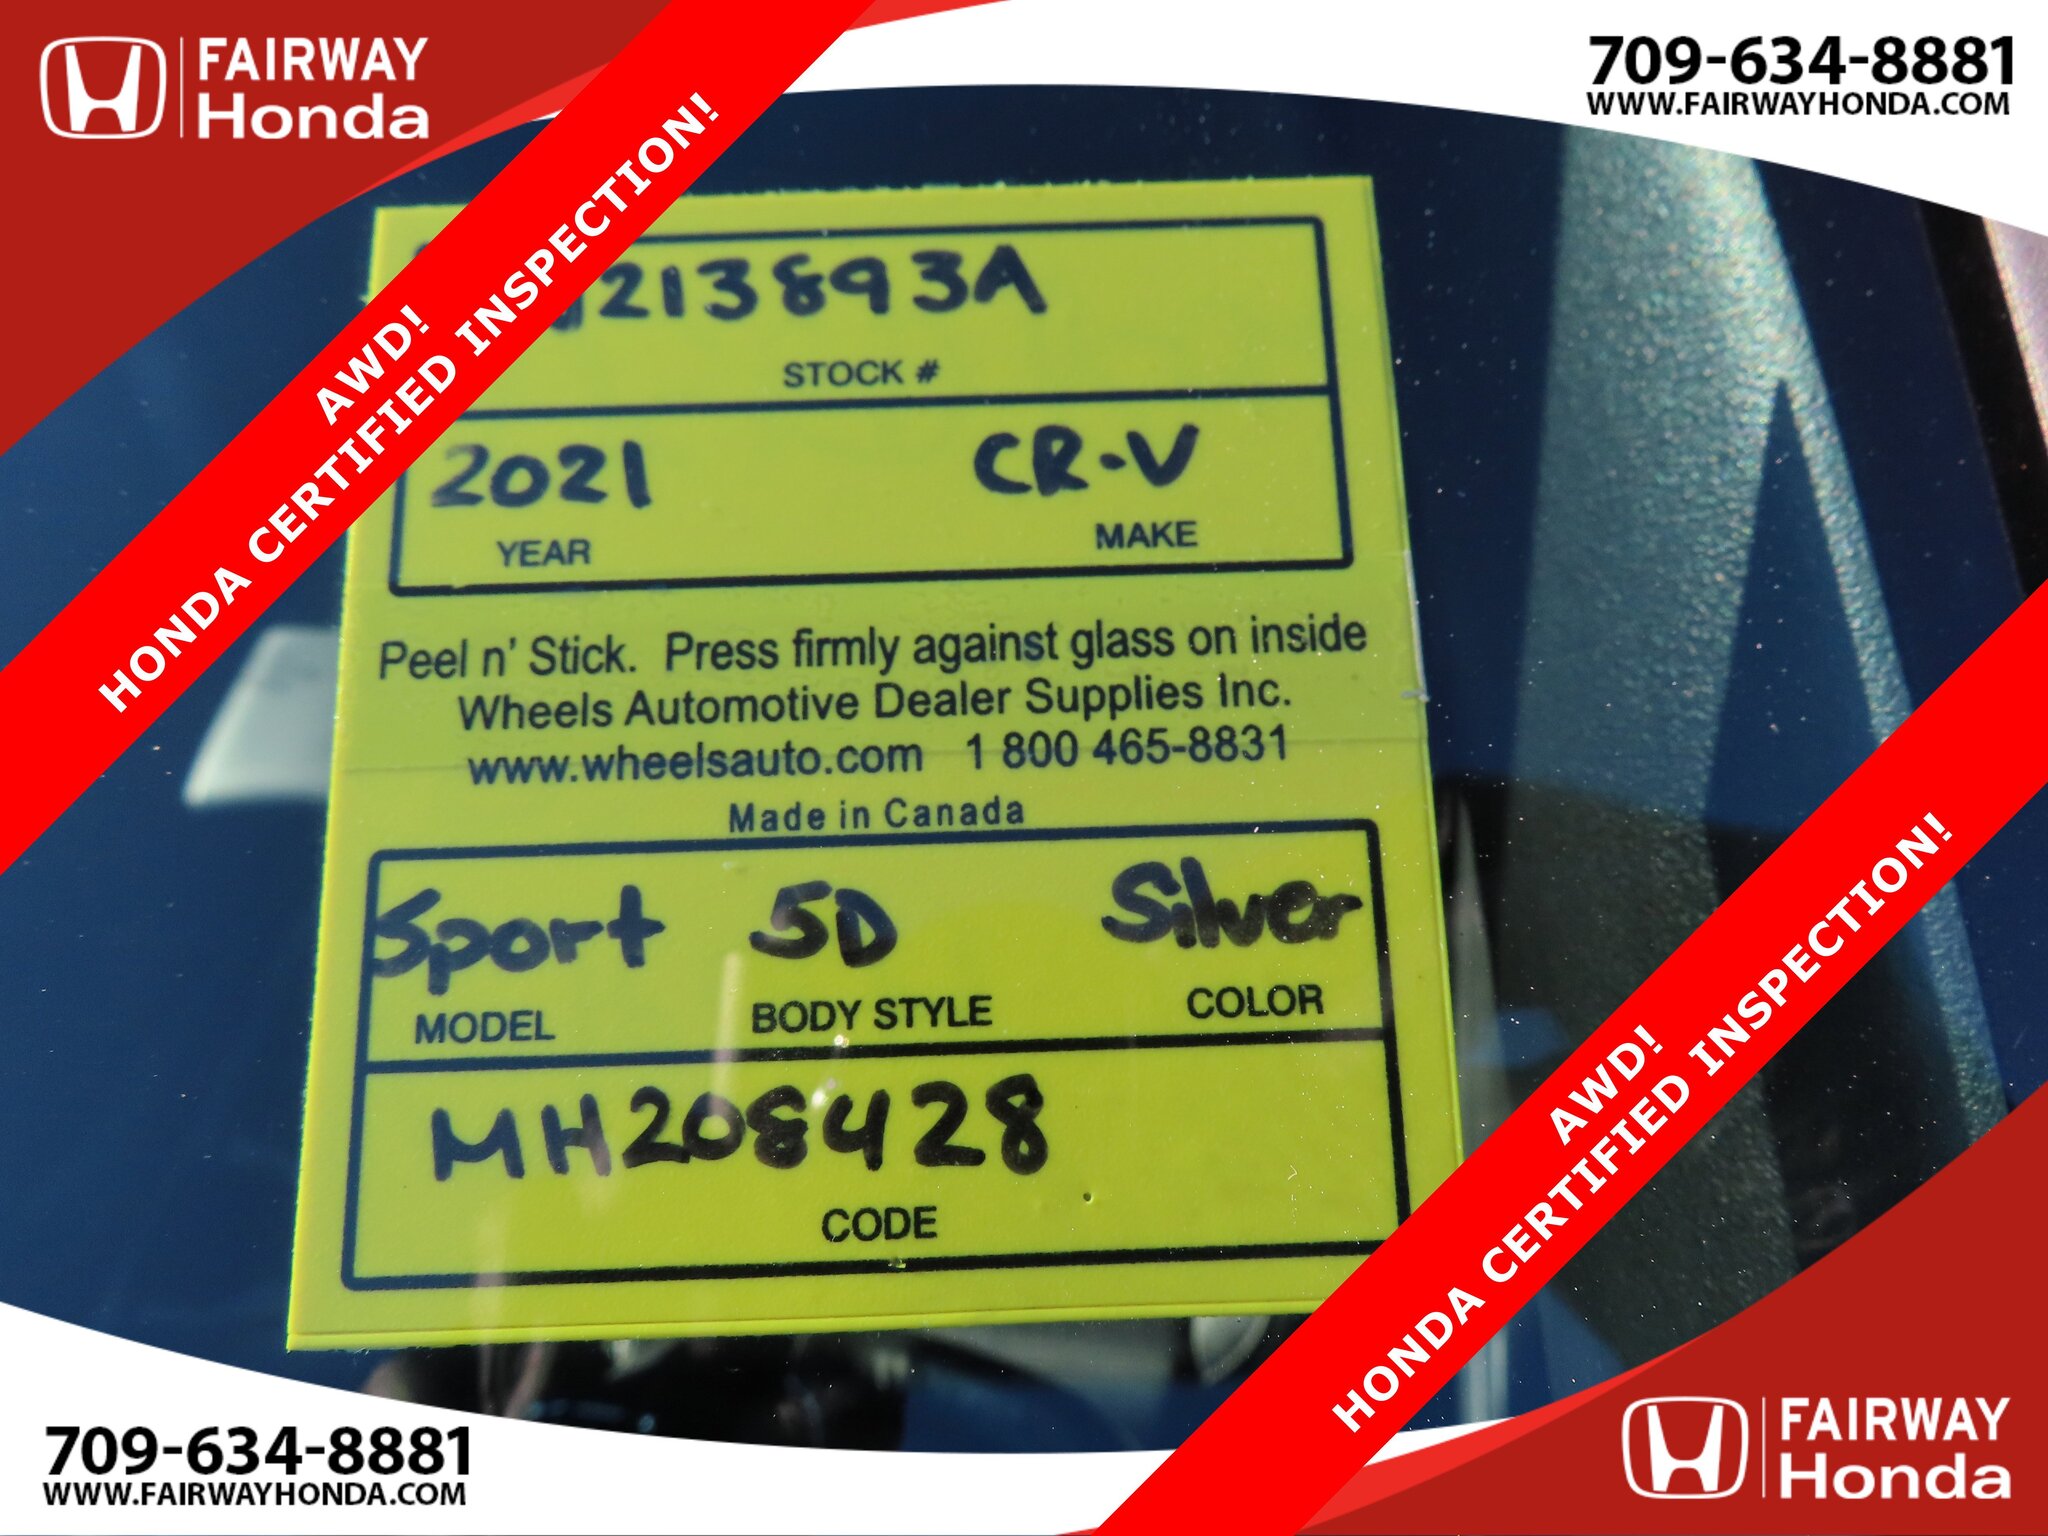 FAIRWAY
Honda
709-634-8881
WWW.FAIRWAYHONDA.COM
AWD!
HONDA CERTIFIED INSPECTION!
213893A
STOCK #
2021 CR-V
YEAR MAKE
Peel n' Stick. Press firmly against glass on inside
Wheels Automotive Dealer Supplies Inc.
www.wheelsauto.com 1 800 465-8831
Made in Canada
Sport 5D Silver
MODEL BODY STYLE COLOR
MH208428
CODE
AWD!
HONDA CERTIFIED INSPECTION!
709-634-8881
WWW.FAIRWAYHONDA.COM
FAIRWAY
Honda